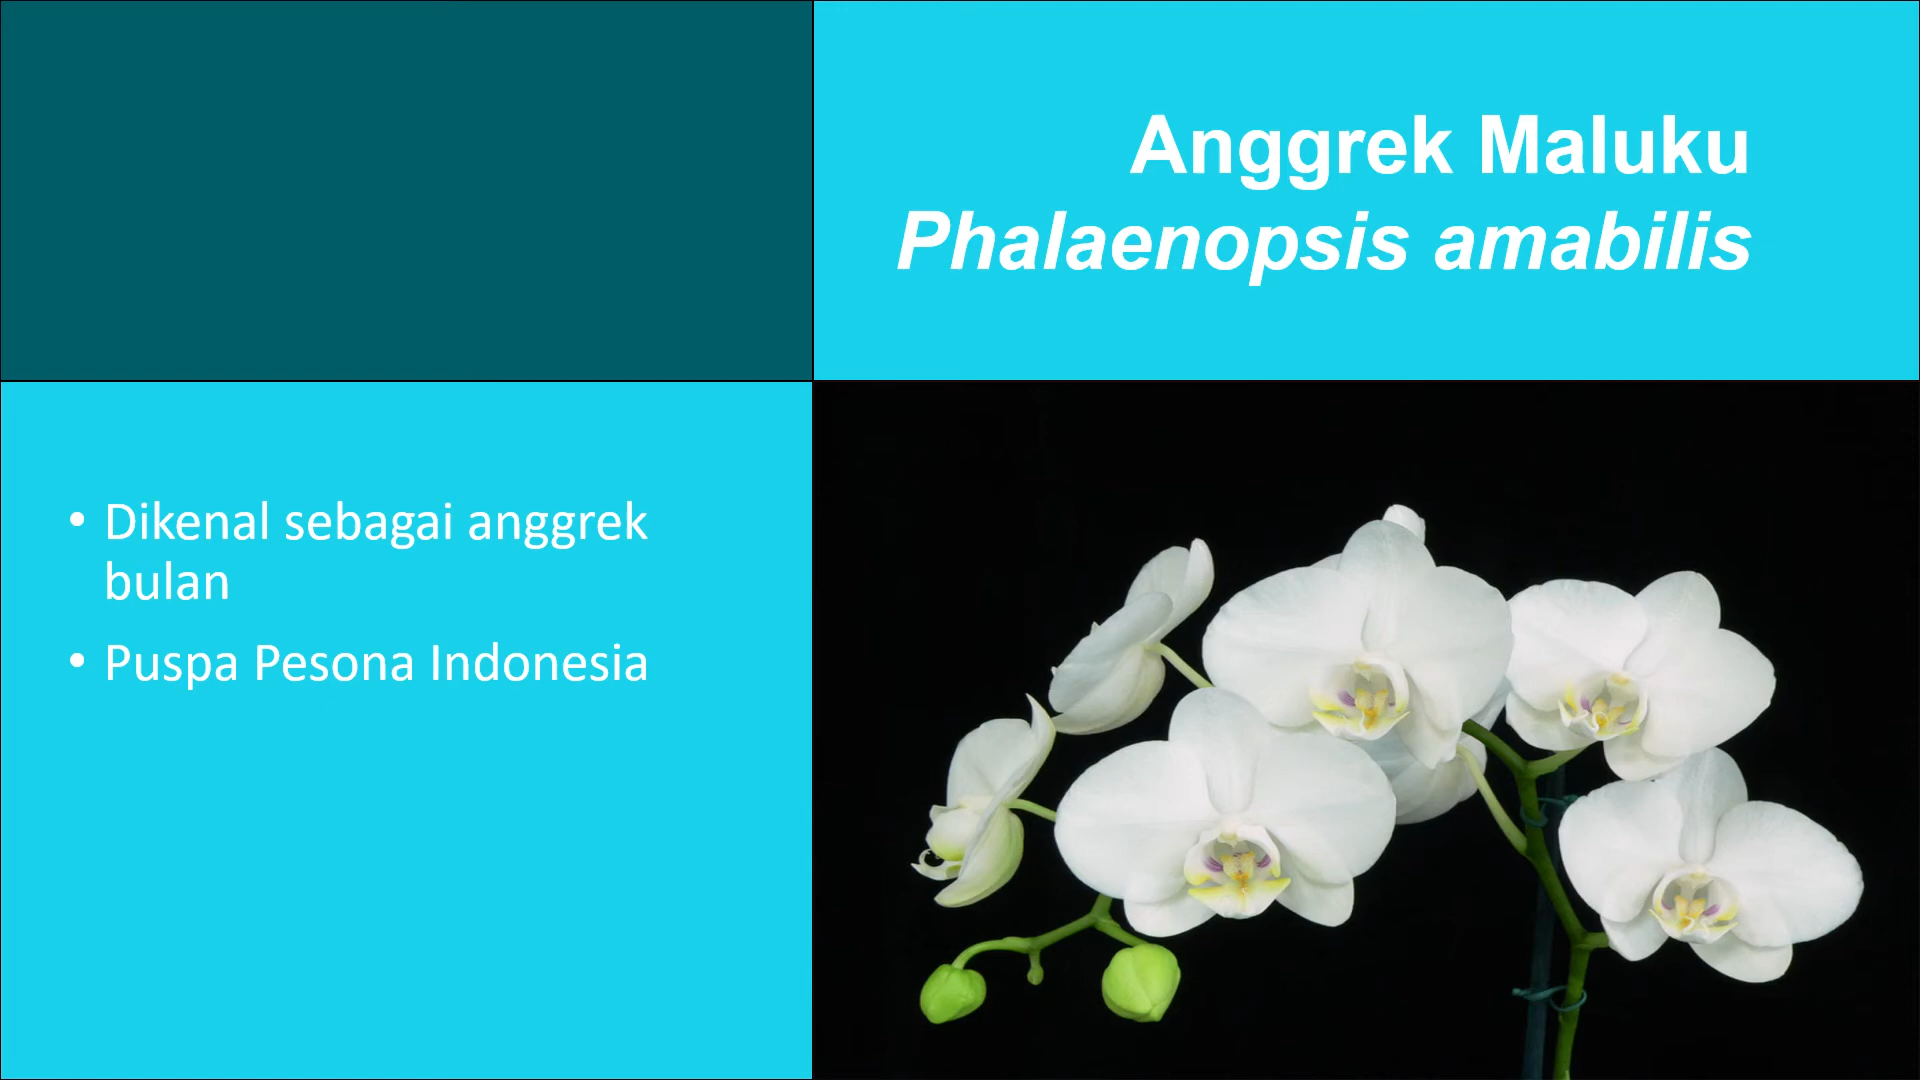 Anggrek Maluku
Phalaenopsis amabilis
• Dikenal sebagai anggrek
bulan
• Puspa Pesona Indonesia